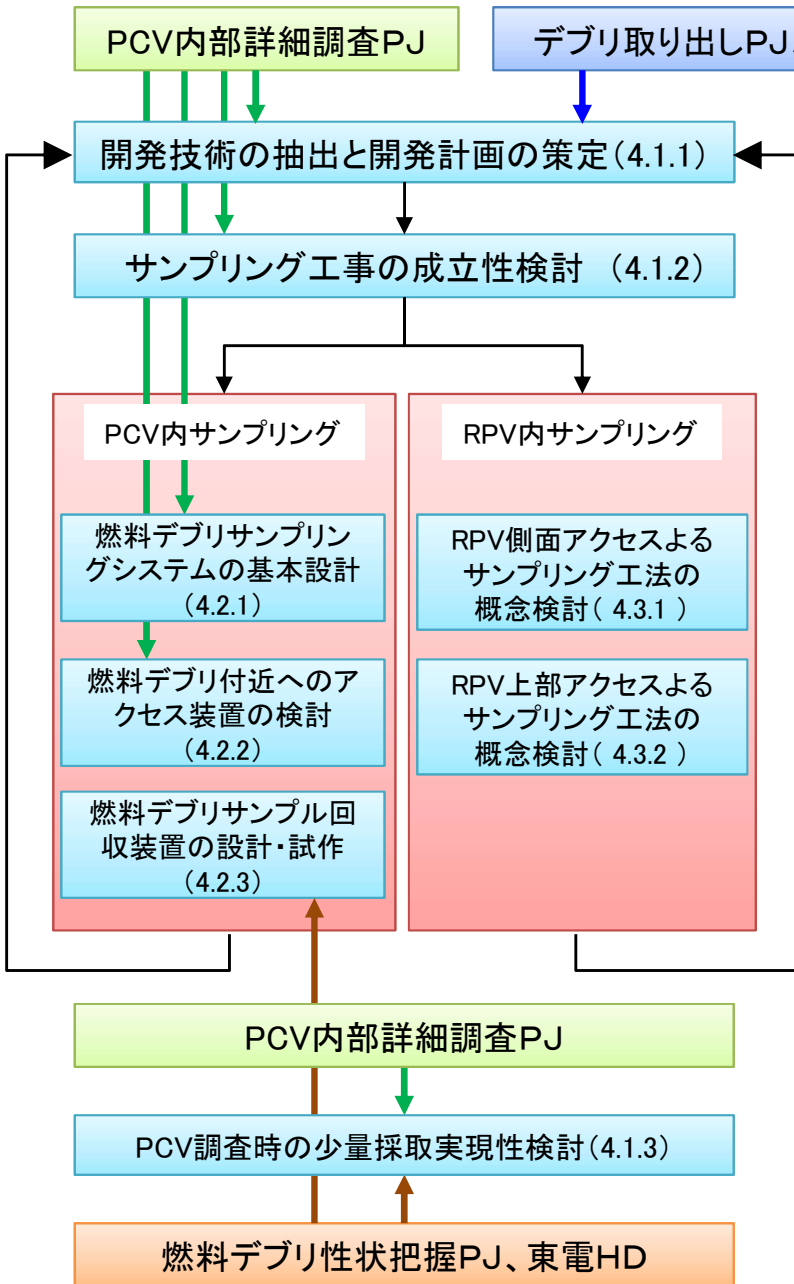 PCV内部詳細調査PJ
デブリ取り出しPJ
開発技術の抽出と開発計画の策定(4.1.1)
サンプリング工事の成立性検討 (4.1.2)
PCV内サンプリング
燃料デブリサンプリン
グシステムの基本設計
(4.2.1)
燃料デブリ付近へのア
クセス装置の検討
(4.2.2)
燃料デブリサンプル回
収装置の設計・試作
(4.2.3)
RPV内サンプリング
RPV側面アクセスよる
サンプリング工法の
概念検討( 4.3.1 )
RPV上部アクセスよる
サンプリング工法の
概念検討( 4.3.2 )
PCV内部詳細調査PJ
PCV調査時の少量採取実現性検討(4.1.3)
燃料デブリ性状把握PJ、東電HD